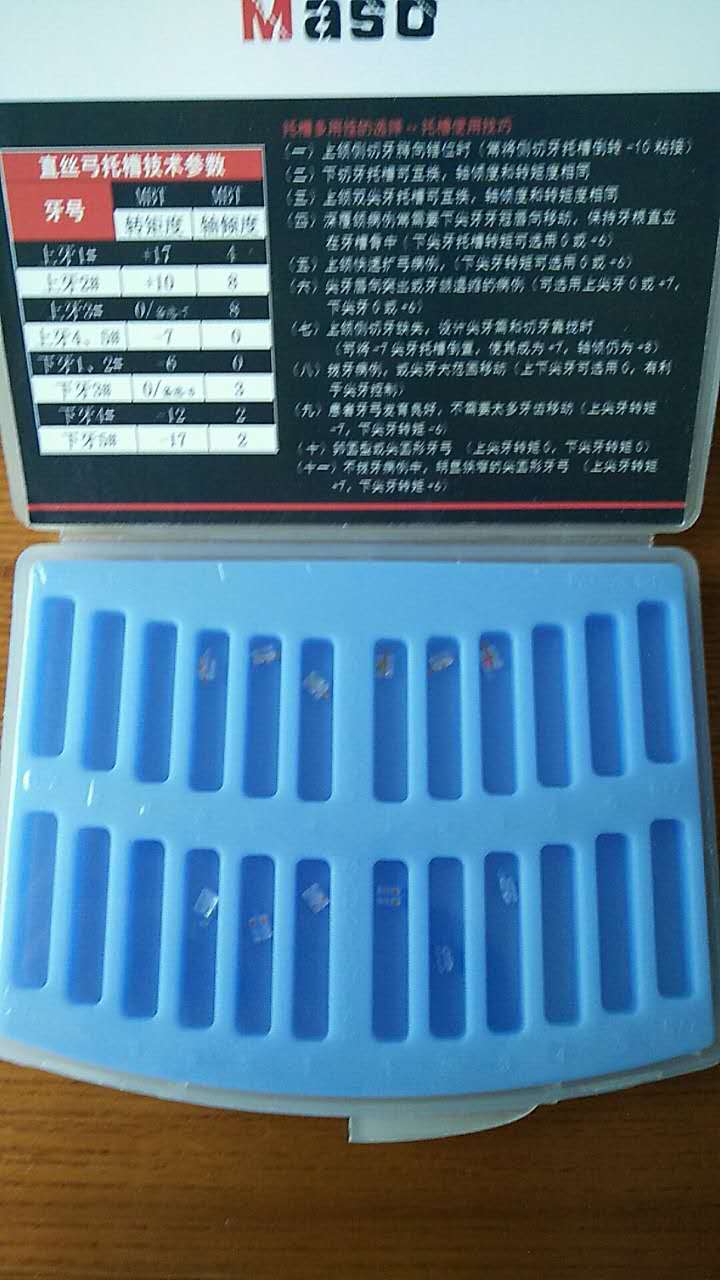 Maso
直丝弓托槽技术参数
牙号 MBT MBT
转矩度 轴倾度
上牙1# +17 4
上牙2# +10 8
上牙3# 0/ 8
上牙4、5# -7 0
下牙1、2# -6 0
下牙3# 0/ 3
下牙4# -12 2
下牙5# -17 2
托槽多用性的选择--托槽使用技巧
(一)上颌侧切牙腭向错位时(常将侧切牙托槽倒转-10粘接)
(二)下切牙托槽可互换,轴倾度和转矩度相同
(三)上颌双尖牙托槽可互换,轴倾度和转矩度相同
(四)深覆颌病例常需要下尖牙牙冠唇向移动,保持牙根直立
在牙槽骨中(下尖牙托槽转矩可选用0或+6)
(五)上颌快速扩弓病例,(下尖牙转矩可选用0或+6)
(六)尖牙唇向突出或牙龈退缩的病例(可选用上尖牙0或+7,
下尖牙0或+6)
(七)上颌侧切牙缺失,设计尖牙需和切牙靠拢时
(可将-7尖牙托槽倒置,使其成为+7,轴倾仍为+8)
(八)拔牙病例,或尖牙大范围移动(上下尖牙可选用0,有利
于尖牙控制)
(九)患者牙弓发育良好,不需要太多牙齿移动(上尖牙转矩
-7,下尖牙转矩-6)
(十)卵圆型或尖圆形牙弓(上尖牙转矩0,下尖牙转矩0)
(十一)不拔牙病例中,明显狭窄的尖圆形牙弓(上尖牙转矩
+7,下尖牙转矩+6)